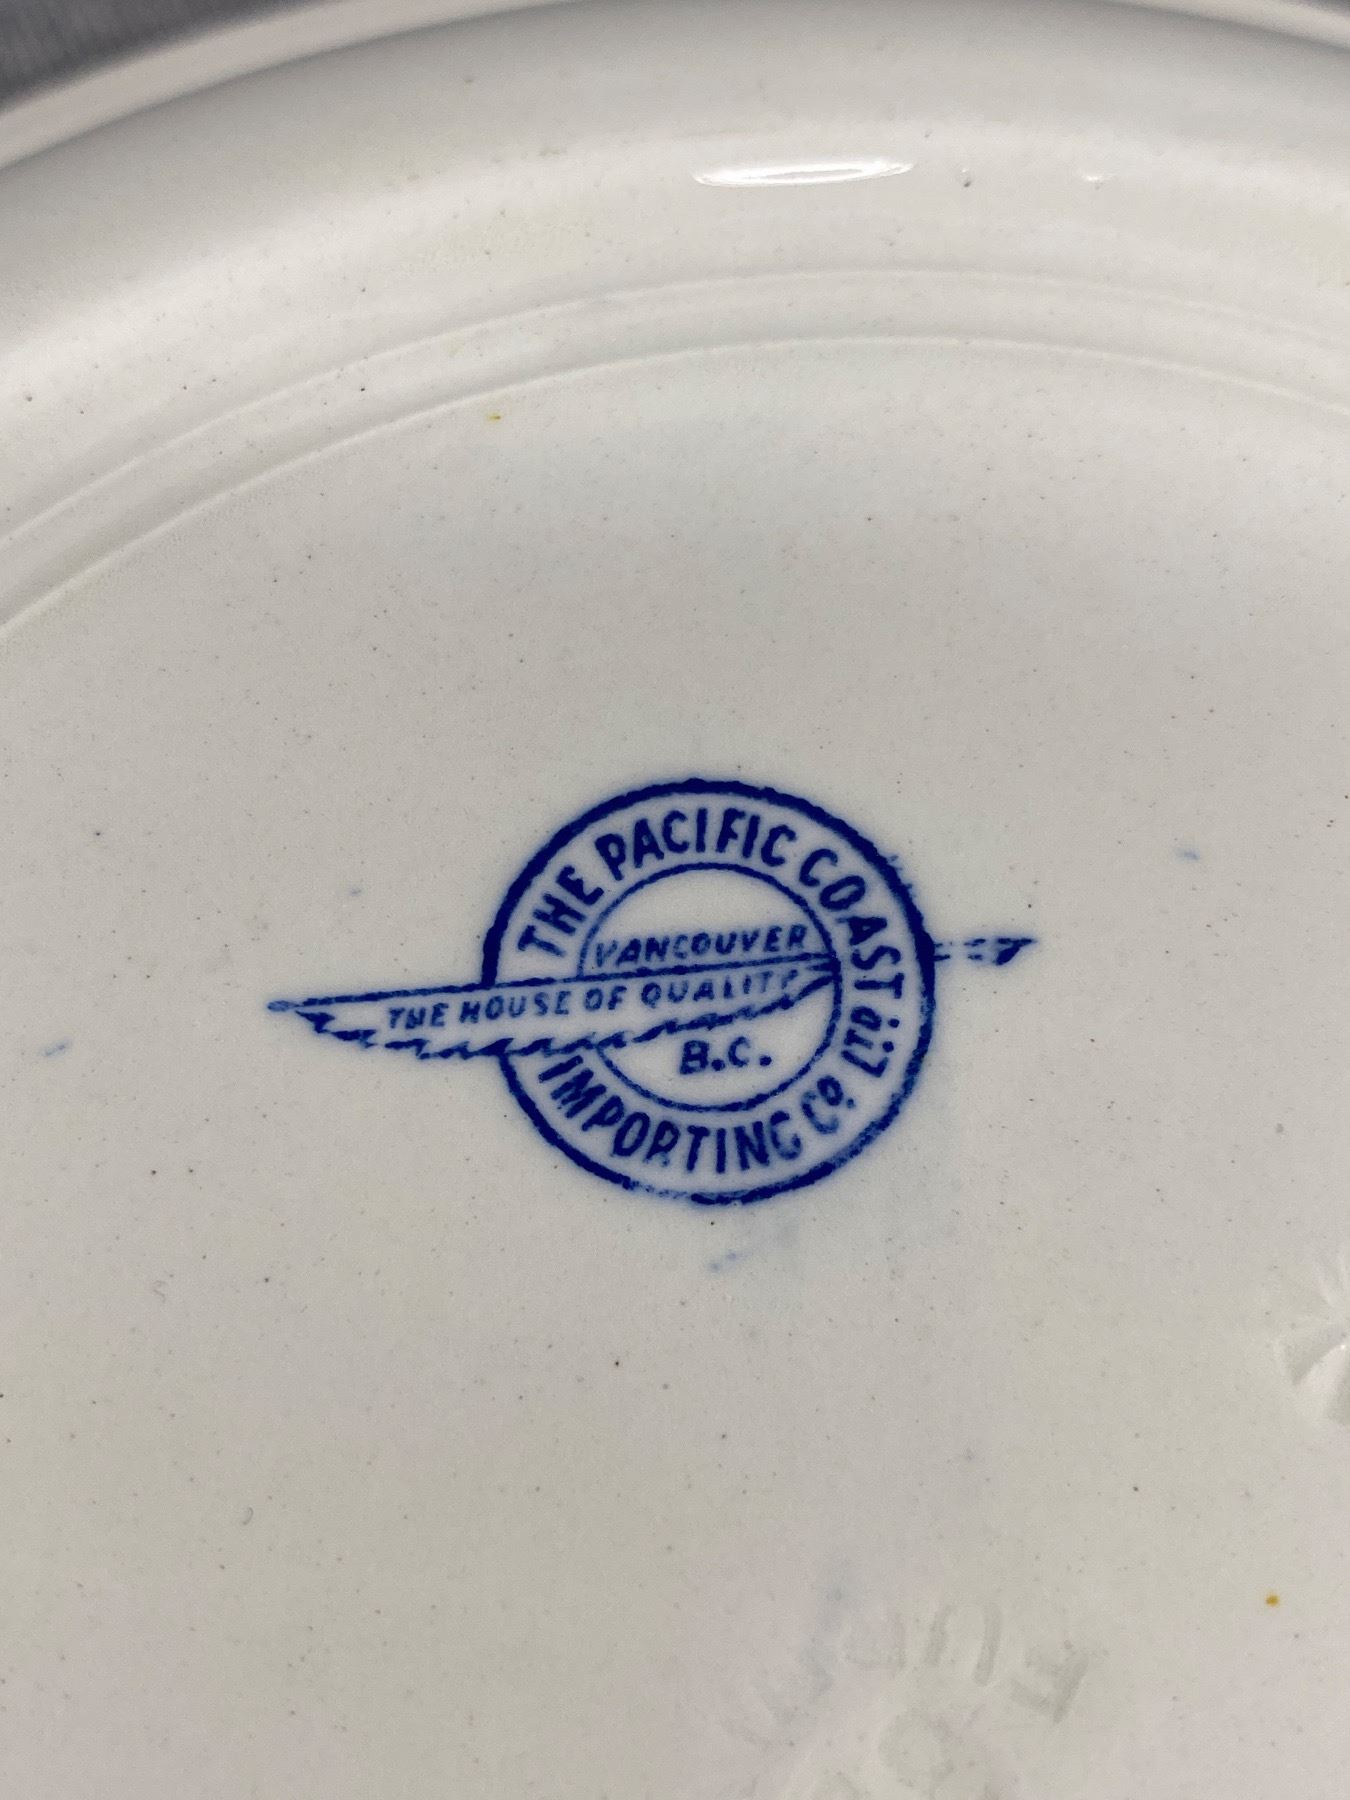 THE PACIFIC COAST
IMPORTING Co. LTD.
VANCOUVER
THE HOUSE OF QUALITY
B.C.